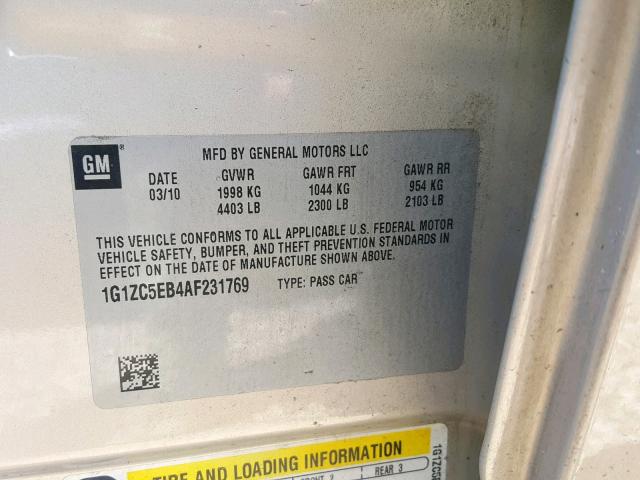 GM
MFD BY GENERAL MOTORS LLC
DATE GVWR GAWR FRT GAWR RR
03/10 1998 KG 1044 KG 954 KG
4403 LB 2300 LB 2103 LB
THIS VEHICLE CONFORMS TO ALL APPLICABLE U.S. FEDERAL MOTOR
VEHICLE SAFETY, BUMPER, AND THEFT PREVENTION STANDARDS IN
EFFECT ON THE DATE OF MANUFACTURE SHOWN ABOVE.
1G1ZC5EB4AF231769 TYPE: PASS CAR
TIRE AND LOADING INFORMATION
REAR 3